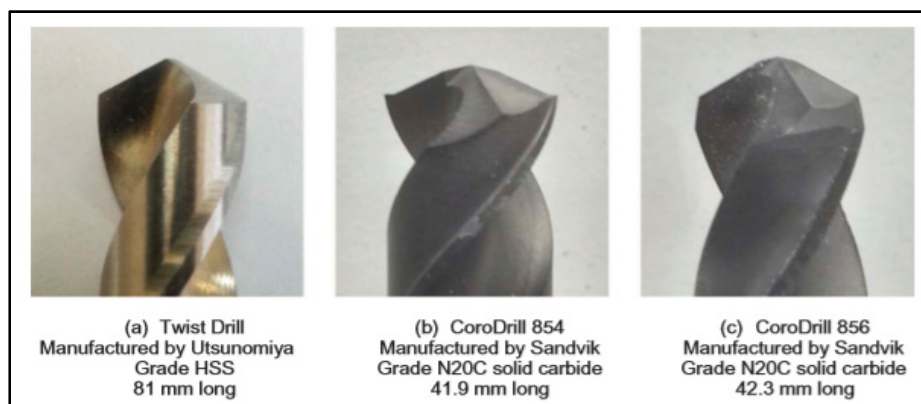 (a) Twist Drill
Manufactured by Utsunomiya
Grade HSS
81 mm long
(b) CoroDrill 854
Manufactured by Sandvik
Grade N20C solid carbide
41.9 mm long
(c) CoroDrill 856
Manufactured by Sandvik
Grade N20C solid carbide
42.3 mm long